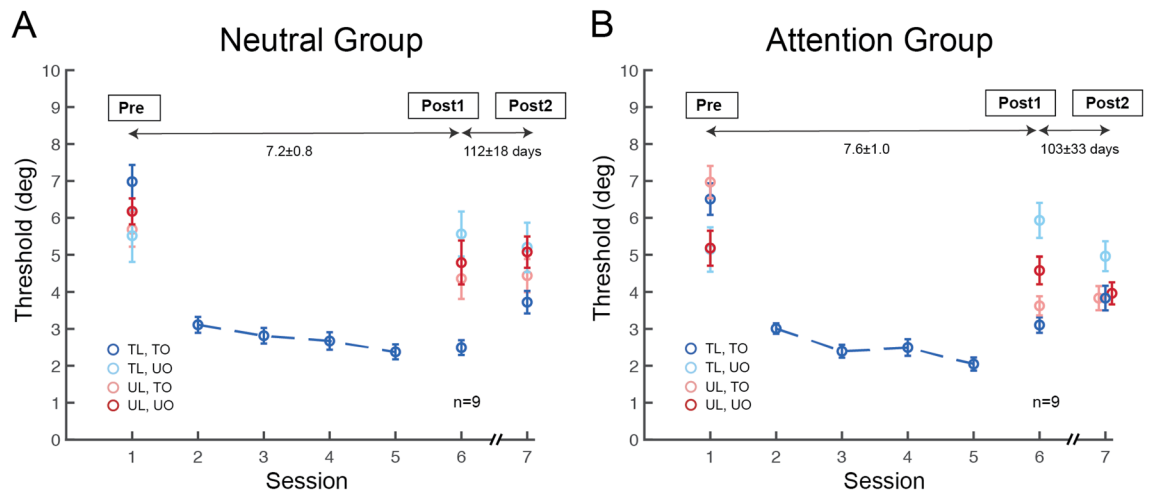 A
Neutral Group
10
9
8
7
6
5
4
3
2
1
0
Threshold (deg)
Pre
Post1
Post2
7.2±0.8
112±18 days
TL, TO
TL, UO
UL, TO
UL, UO
n=9
1 2 3 4 5 6 7
Session
B
Attention Group
10
9
8
7
6
5
4
3
2
1
0
Threshold (deg)
Pre
Post1
Post2
7.6±1.0
103±33 days
TL, TO
TL, UO
UL, TO
UL, UO
n=9
1 2 3 4 5 6 7
Session